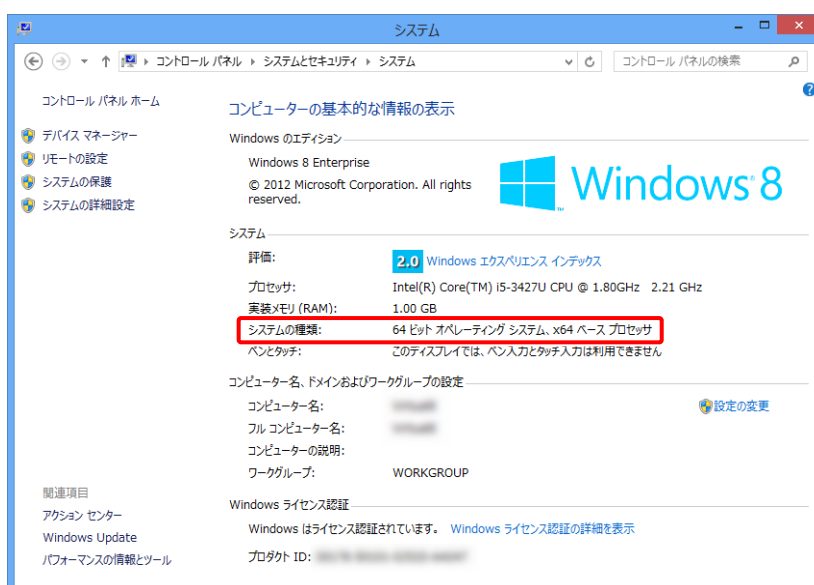 システム
コントロール パネル ▸ システムとセキュリティ ▸ システム
コントロール パネルの検索
コントロール パネル ホーム
デバイス マネージャー
リモートの設定
システムの保護
システムの詳細設定
コンピューターの基本的な情報の表示
Windows のエディション
Windows 8 Enterprise
© 2012 Microsoft Corporation. All rights
reserved.
Windows 8
システム
評価: 2.0 Windows エクスペリエンス インデックス
プロセッサ: Intel(R) Core(TM) i5-3427U CPU @ 1.80GHz 2.21 GHz
実装メモリ (RAM): 1.00 GB
システムの種類: 64 ビット オペレーティング システム、x64 ベース プロセッサ
ペンとタッチ: このディスプレイでは、ペン入力とタッチ入力は利用できません
コンピューター名、ドメインおよびワークグループの設定
コンピューター名:
設定の変更
フル コンピューター名:
コンピューターの説明:
ワークグループ: WORKGROUP
Windows ライセンス認証
Windows はライセンス認証されています。 Windows ライセンス認証の詳細を表示
プロダクト ID:
関連項目
アクション センター
Windows Update
パフォーマンスの情報とツール